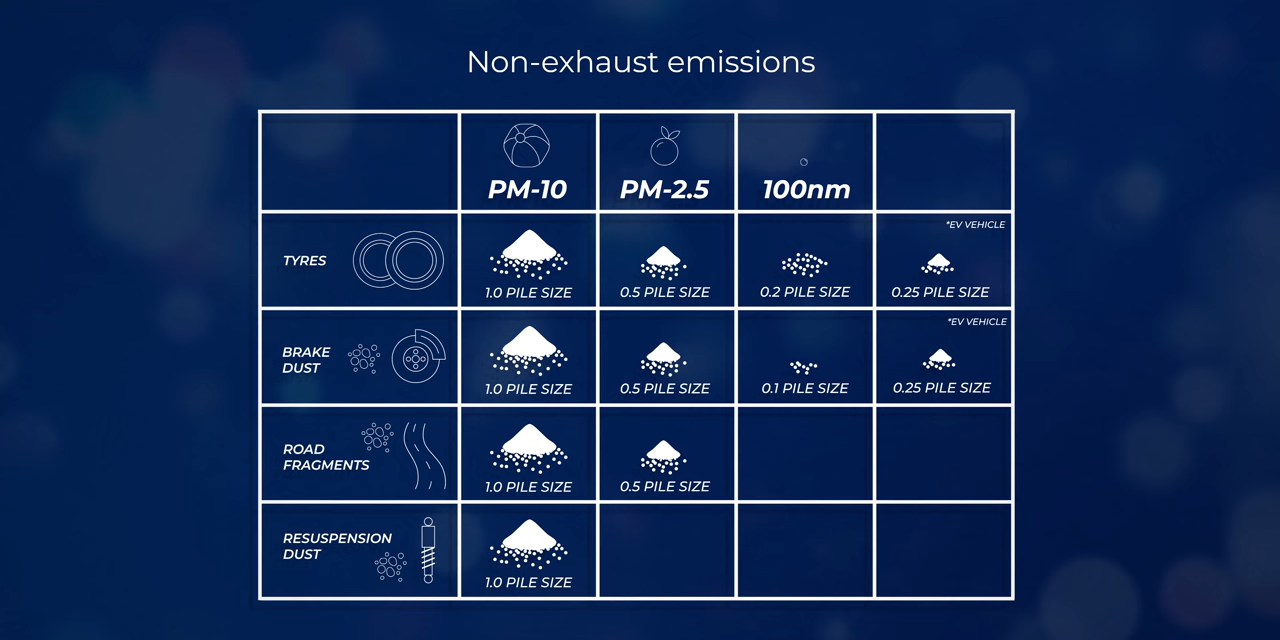 Non-exhaust emissions
PM-10 PM-2.5 100nm
*EV VEHICLE
TYRES
1.0 PILE SIZE 0.5 PILE SIZE 0.2 PILE SIZE 0.25 PILE SIZE
*EV VEHICLE
BRAKE
DUST
1.0 PILE SIZE 0.5 PILE SIZE 0.1 PILE SIZE 0.25 PILE SIZE
ROAD
FRAGMENTS
1.0 PILE SIZE 0.5 PILE SIZE
RESUSPENSION
DUST
1.0 PILE SIZE